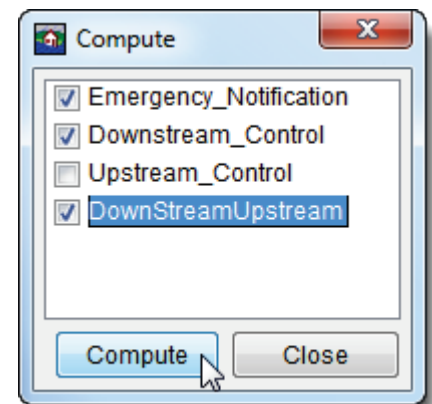 Compute
Emergency_Notification
Downstream_Control
Upstream_Control
DownStreamUpstream
Compute Close